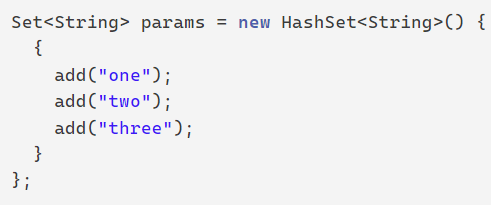 Set<String> params = new HashSet<String>() {
  {
    add("one");
    add("two");
    add("three");
  }
};